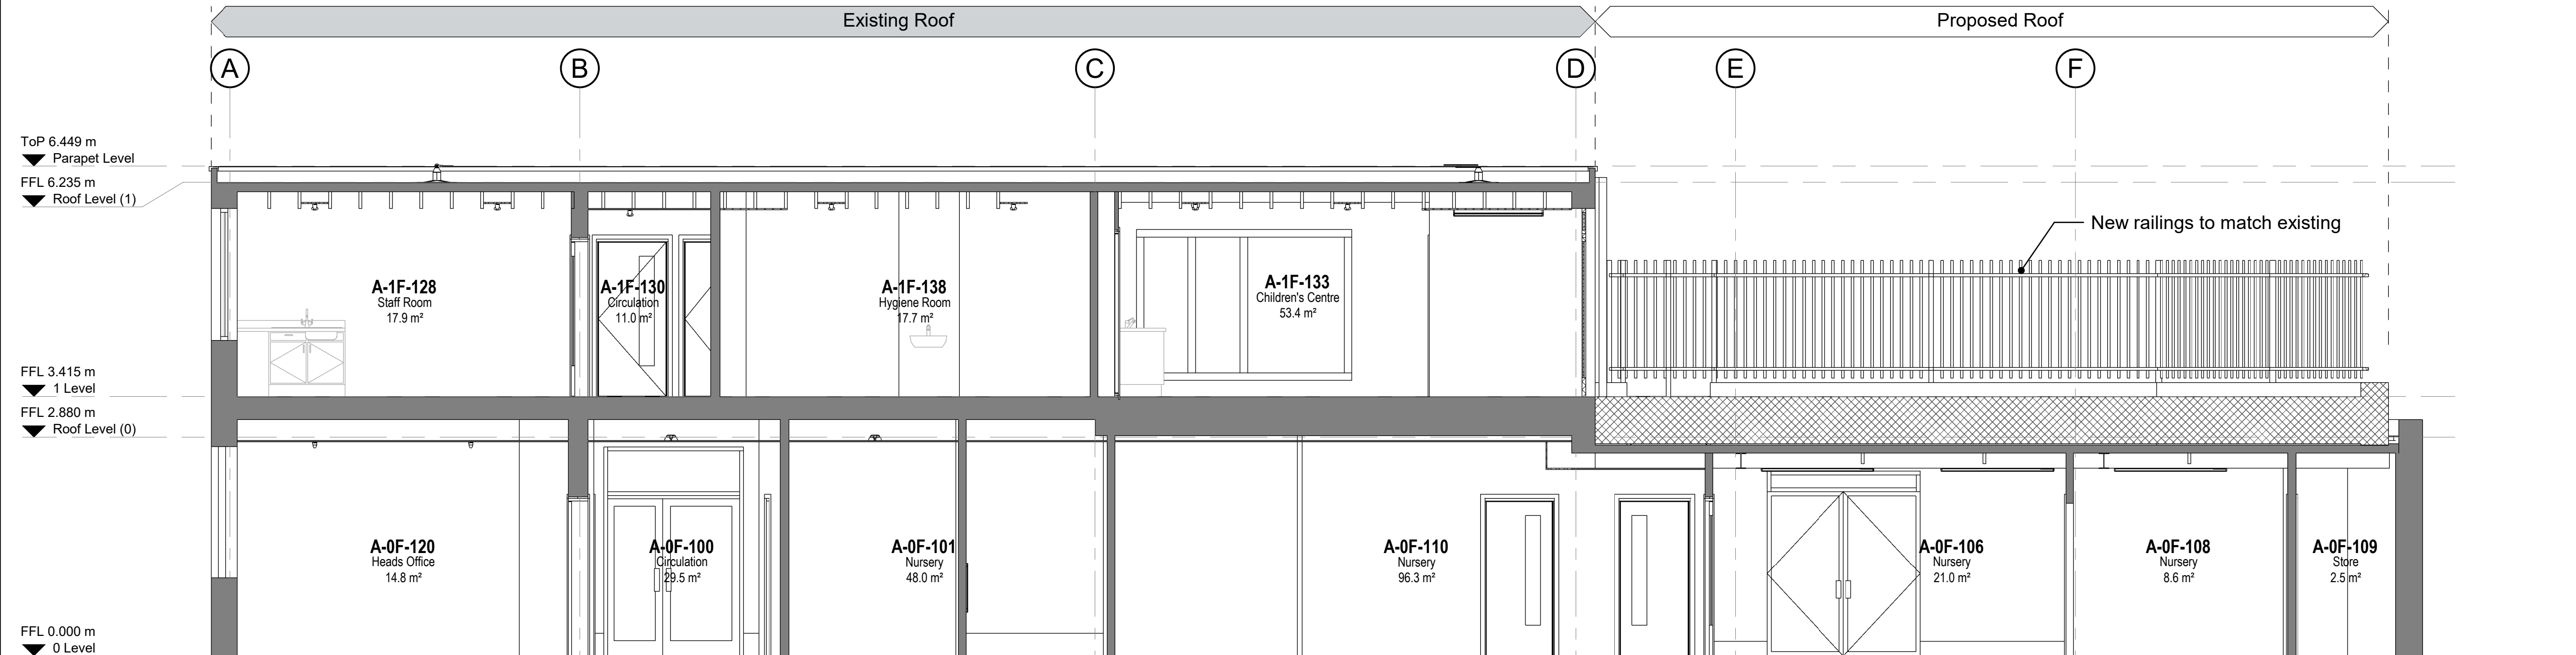 Existing Roof
Proposed Roof
A
B
C
D
E
F
ToP 6.449 m
Parapet Level
FFL 6.235 m
Roof Level (1)
New railings to match existing
A-1F-128
Staff Room
17.9 m²
A-1F-130
Circulation
11.0 m²
A-1F-138
Hygiene Room
17.7 m²
A-1F-133
Children's Centre
53.4 m²
FFL 3.415 m
1 Level
FFL 2.880 m
Roof Level (0)
A-0F-120
Heads Office
14.8 m²
A-0F-100
Circulation
29.5 m²
A-0F-101
Nursery
48.0 m²
A-0F-110
Nursery
96.3 m²
A-0F-106
Nursery
21.0 m²
A-0F-108
Nursery
8.6 m²
A-0F-109
Store
2.5 m²
FFL 0.000 m
0 Level